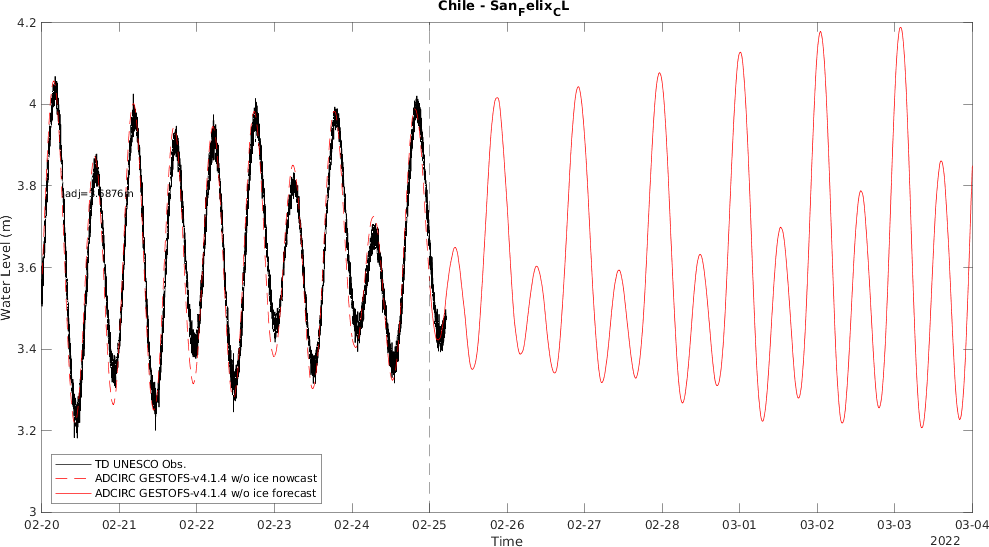 Chile - SanFelixCL
4.2
4
3.8
3.6
3.4
3.2
3
Water Level (m)
adj=3.5876m
TD UNESCO Obs.
ADCIRC GESTOFS-v4.1.4 w/o ice nowcast
ADCIRC GESTOFS-v4.1.4 w/o ice forecast
02-20 02-21 02-22 02-23 02-24 02-25 02-26 02-27 02-28 03-01 03-02 03-03 03-04
Time
2022